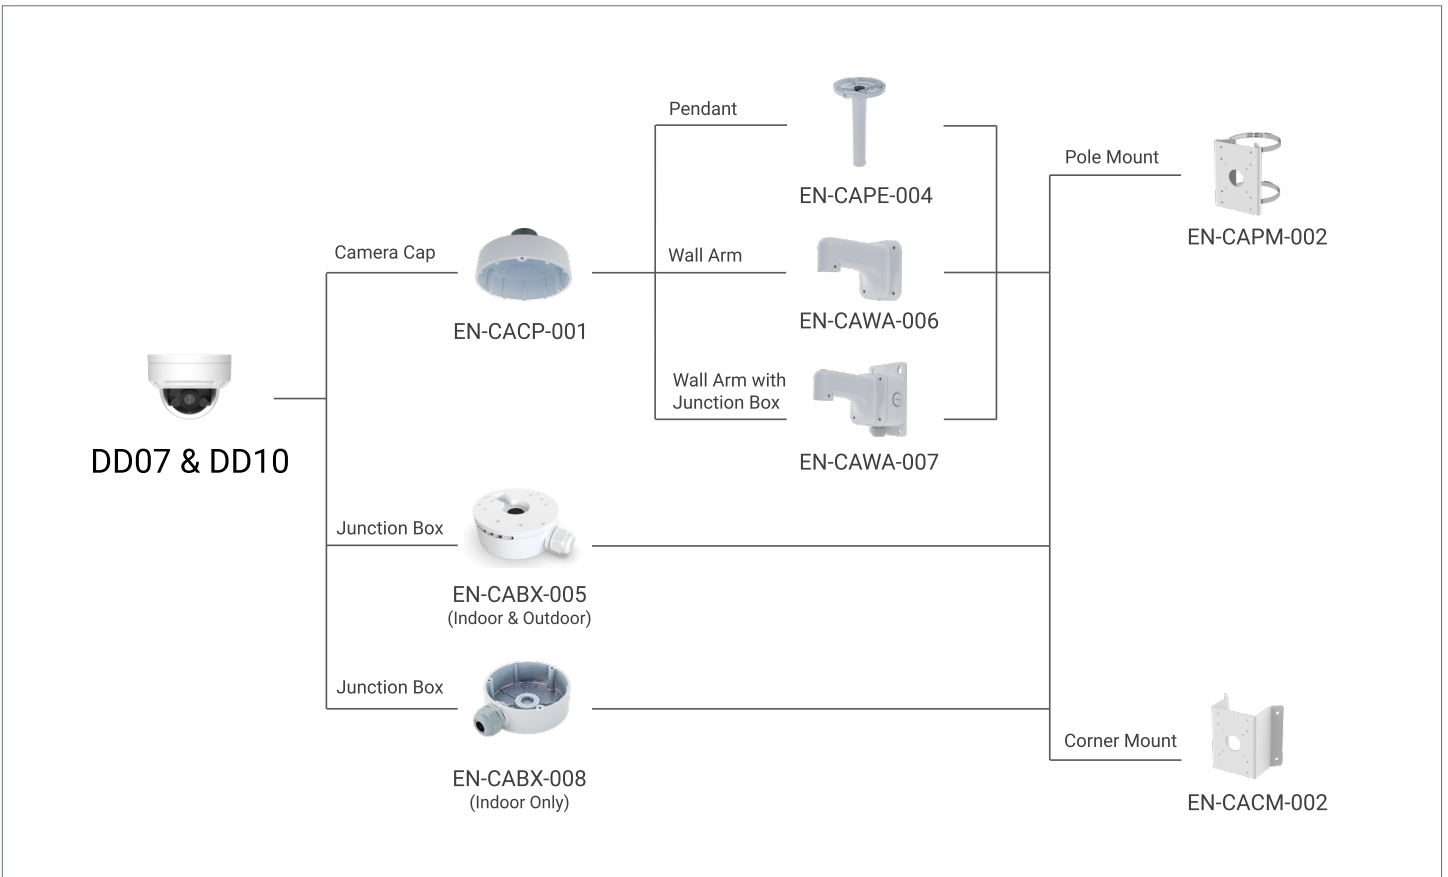 Pendant
EN-CAPE-004
Pole Mount
EN-CAPM-002
Camera Cap
EN-CACP-001
Wall Arm
EN-CAWA-006
Wall Arm with
Junction Box
EN-CAWA-007
DD07 & DD10
Junction Box
EN-CABX-005
(Indoor & Outdoor)
Junction Box
EN-CABX-008
(Indoor Only)
Corner Mount
EN-CACM-002